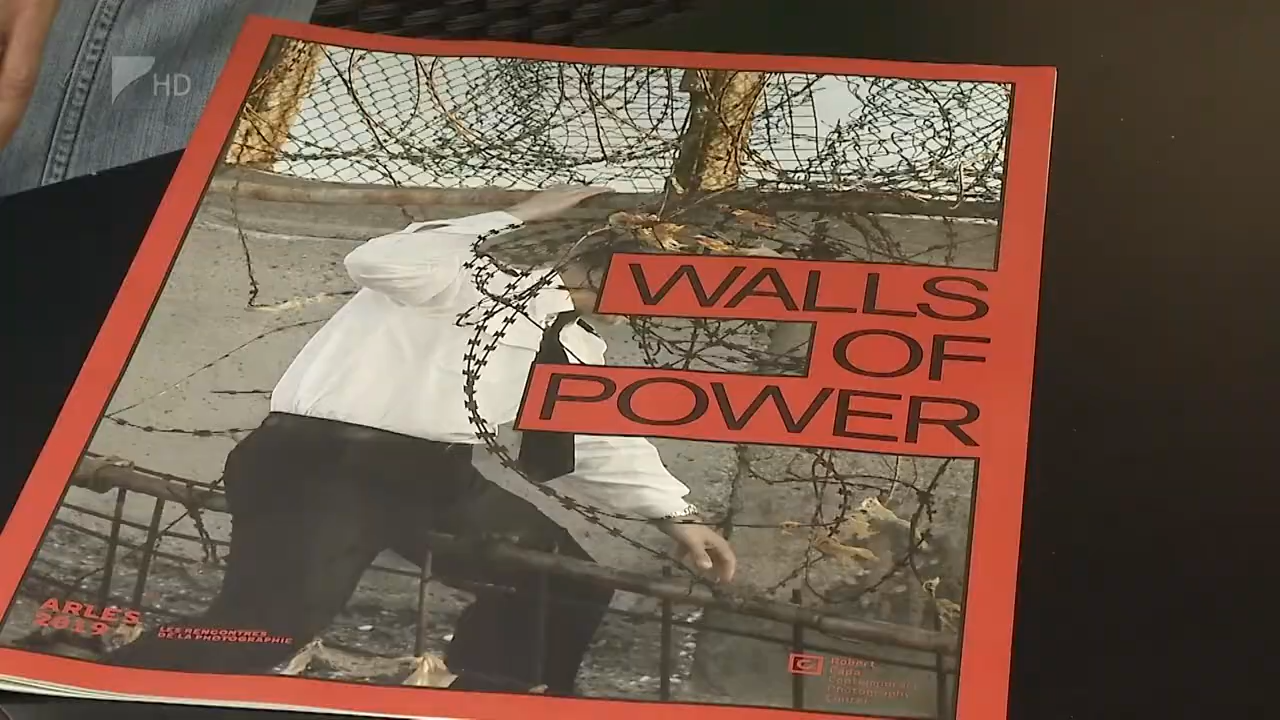 HD
WALLS
OF
POWER
ARLES
2019
LES RENCONTRES
DE LA PHOTOGRAPHIE
Robert
Capa
Contemporary
Photography
Center